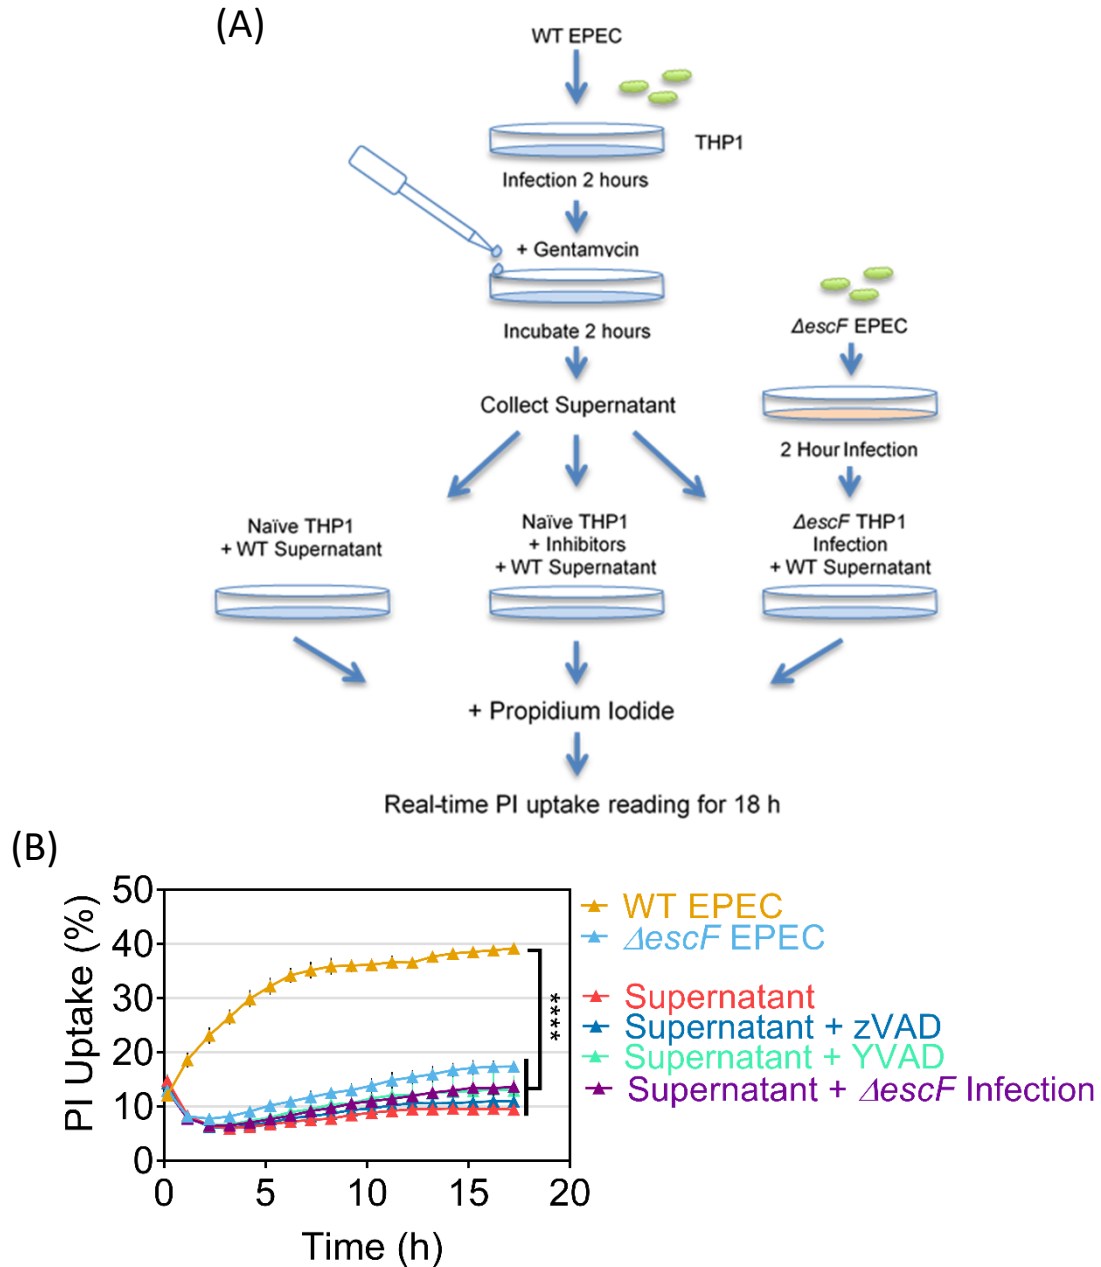 (A)
WT EPEC
THP1
Infection 2 hours
+ Gentamycin
Incubate 2 hours
ΔescF EPEC
Collect Supernatant
2 Hour Infection
Naïve THP1
+ WT Supernatant
Naïve THP1
+ Inhibitors
+ WT Supernatant
ΔescF THP1
Infection
+ WT Supernatant
+ Propidium Iodide
Real-time PI uptake reading for 18 h
(B)
PI Uptake (%)
50
40
30
20
10
0
0
5
10
15
20
Time (h)
****
WT EPEC
ΔescF EPEC
Supernatant
Supernatant + zVAD
Supernatant + YVAD
Supernatant + ΔescF Infection